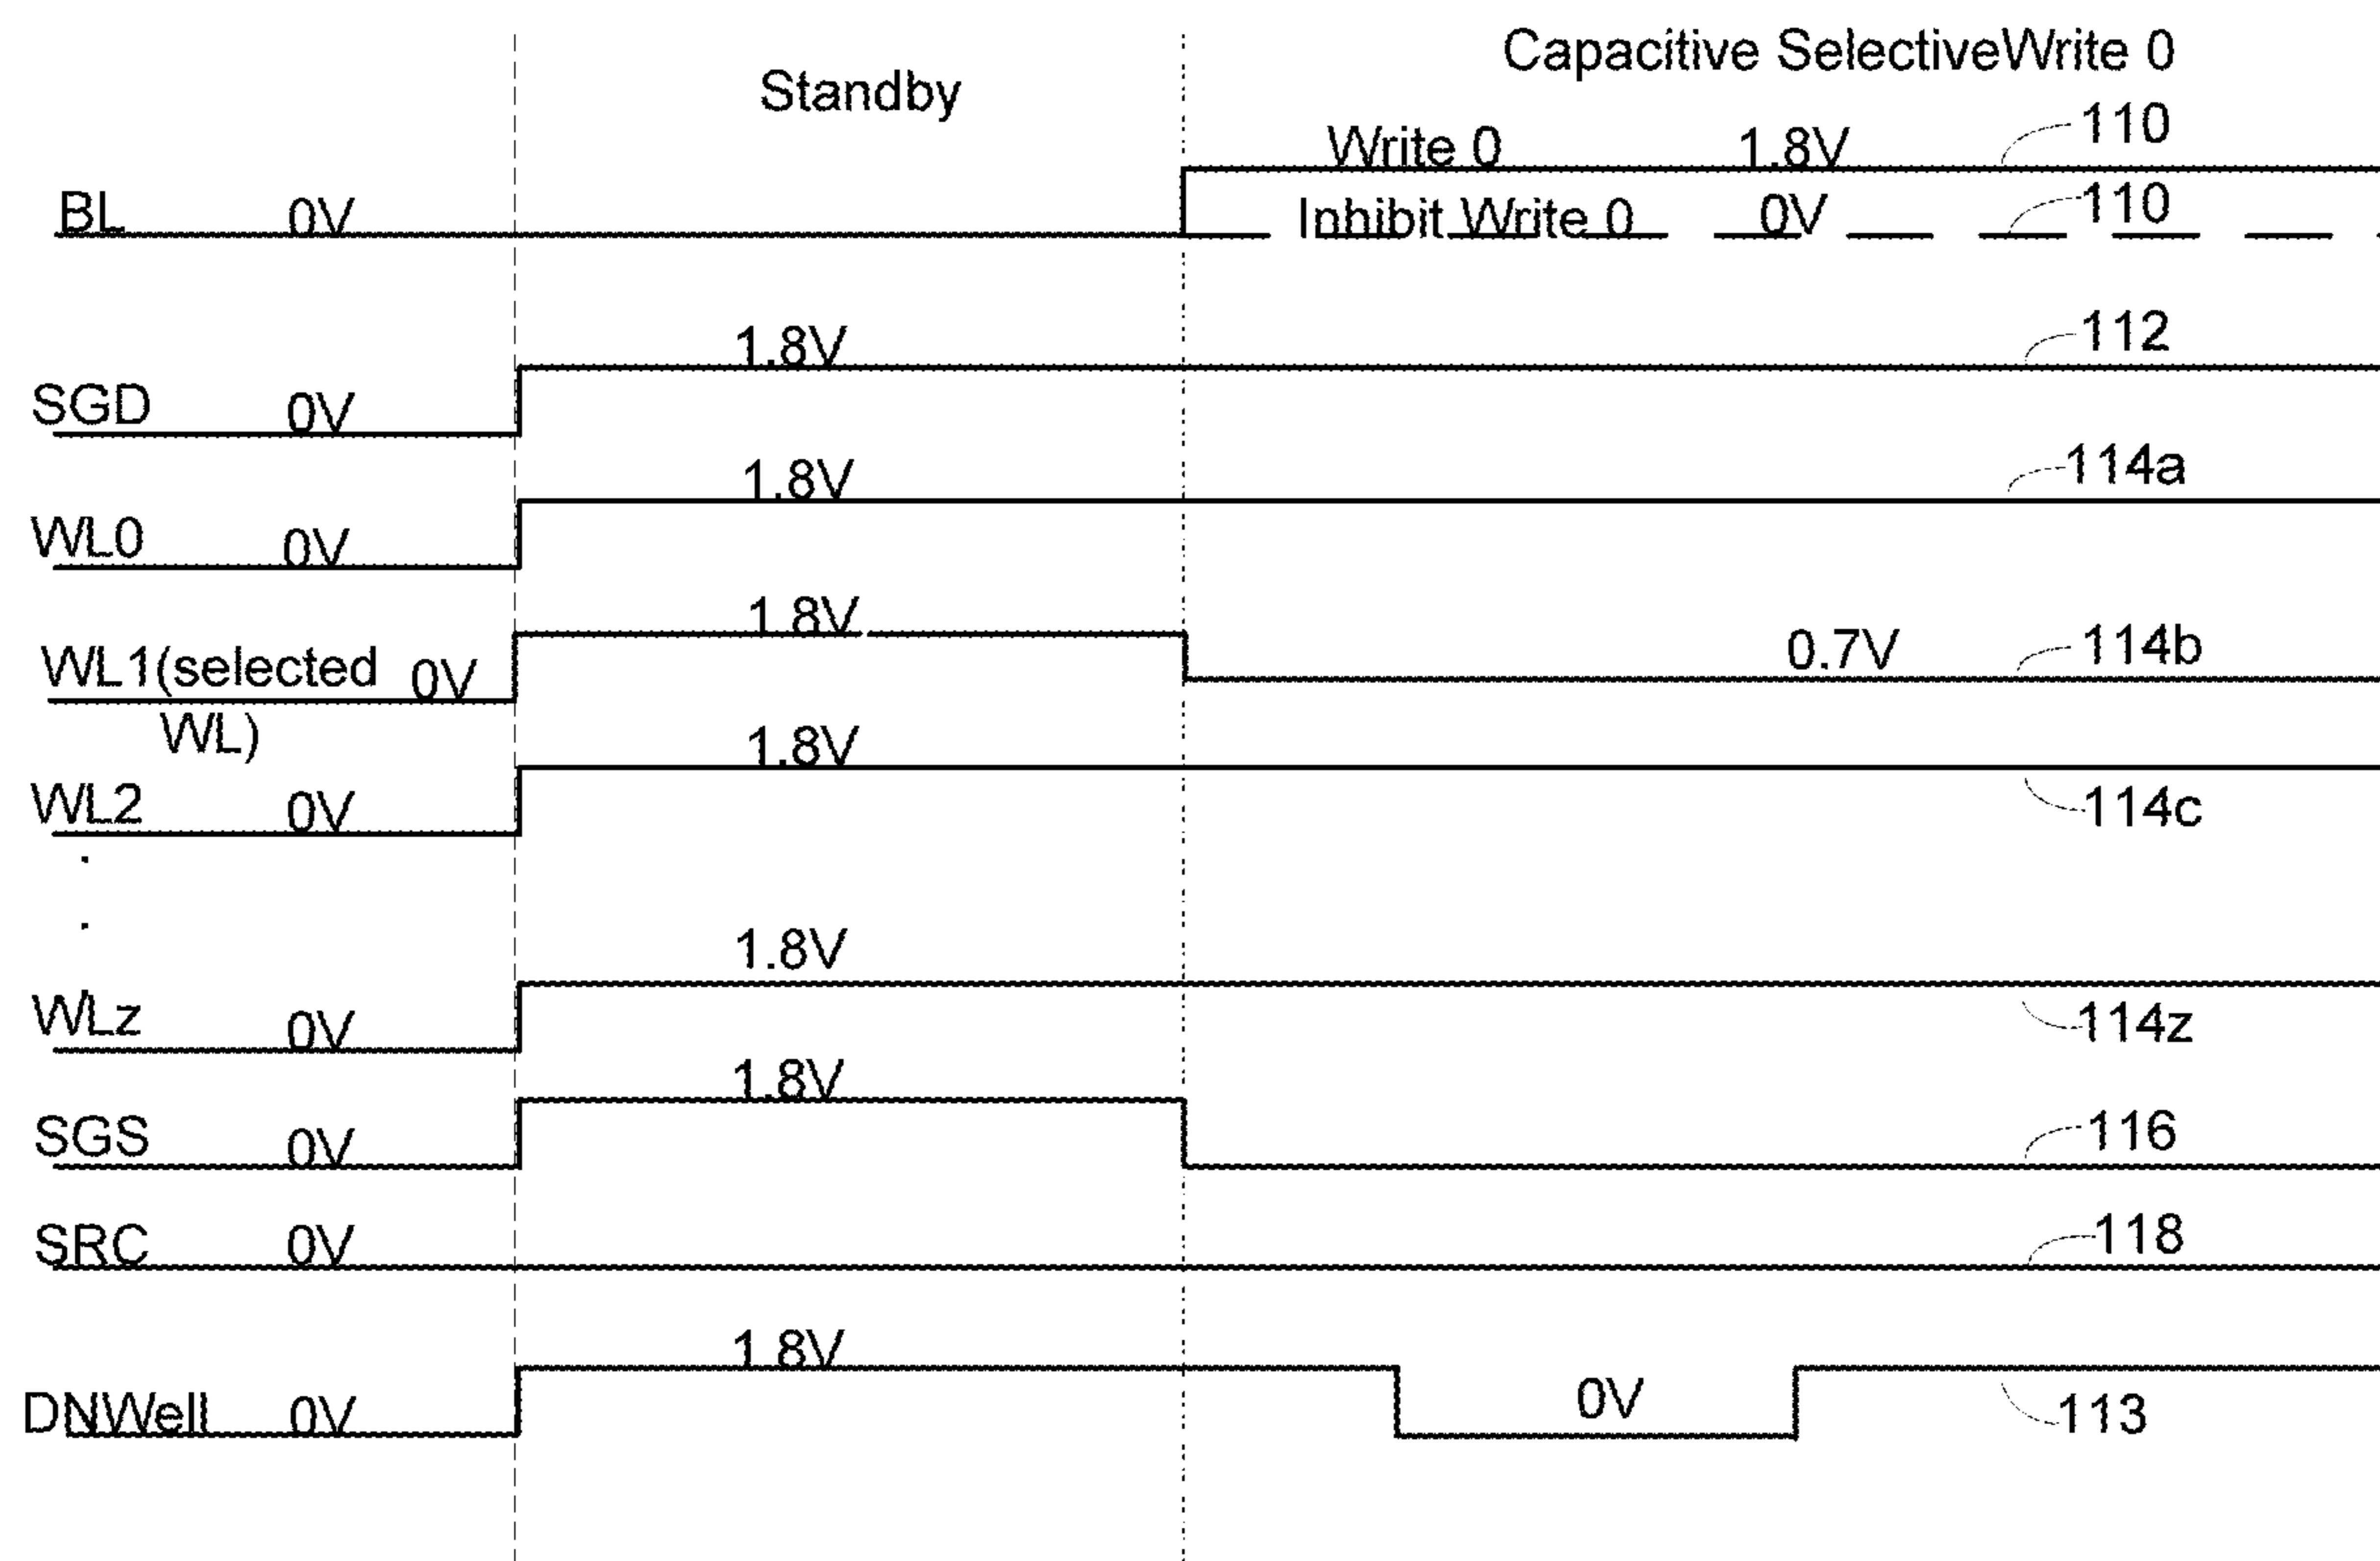 Capacitive SelectiveWrite 0
Standby
Write 0 1.8V 110
BL 0V Inhibit Write 0 0V 110
1.8V 112
SGD 0V
1.8V 114a
WL0 0V
1.8V
WL1(selected 0V 0.7V 114b
WL)
1.8V
WL2 0V 114c
.
.
1.8V
WLz 0V 114z
1.8V
SGS 0V 116
SRC 0V 118
1.8V
DNWell 0V 0V 113